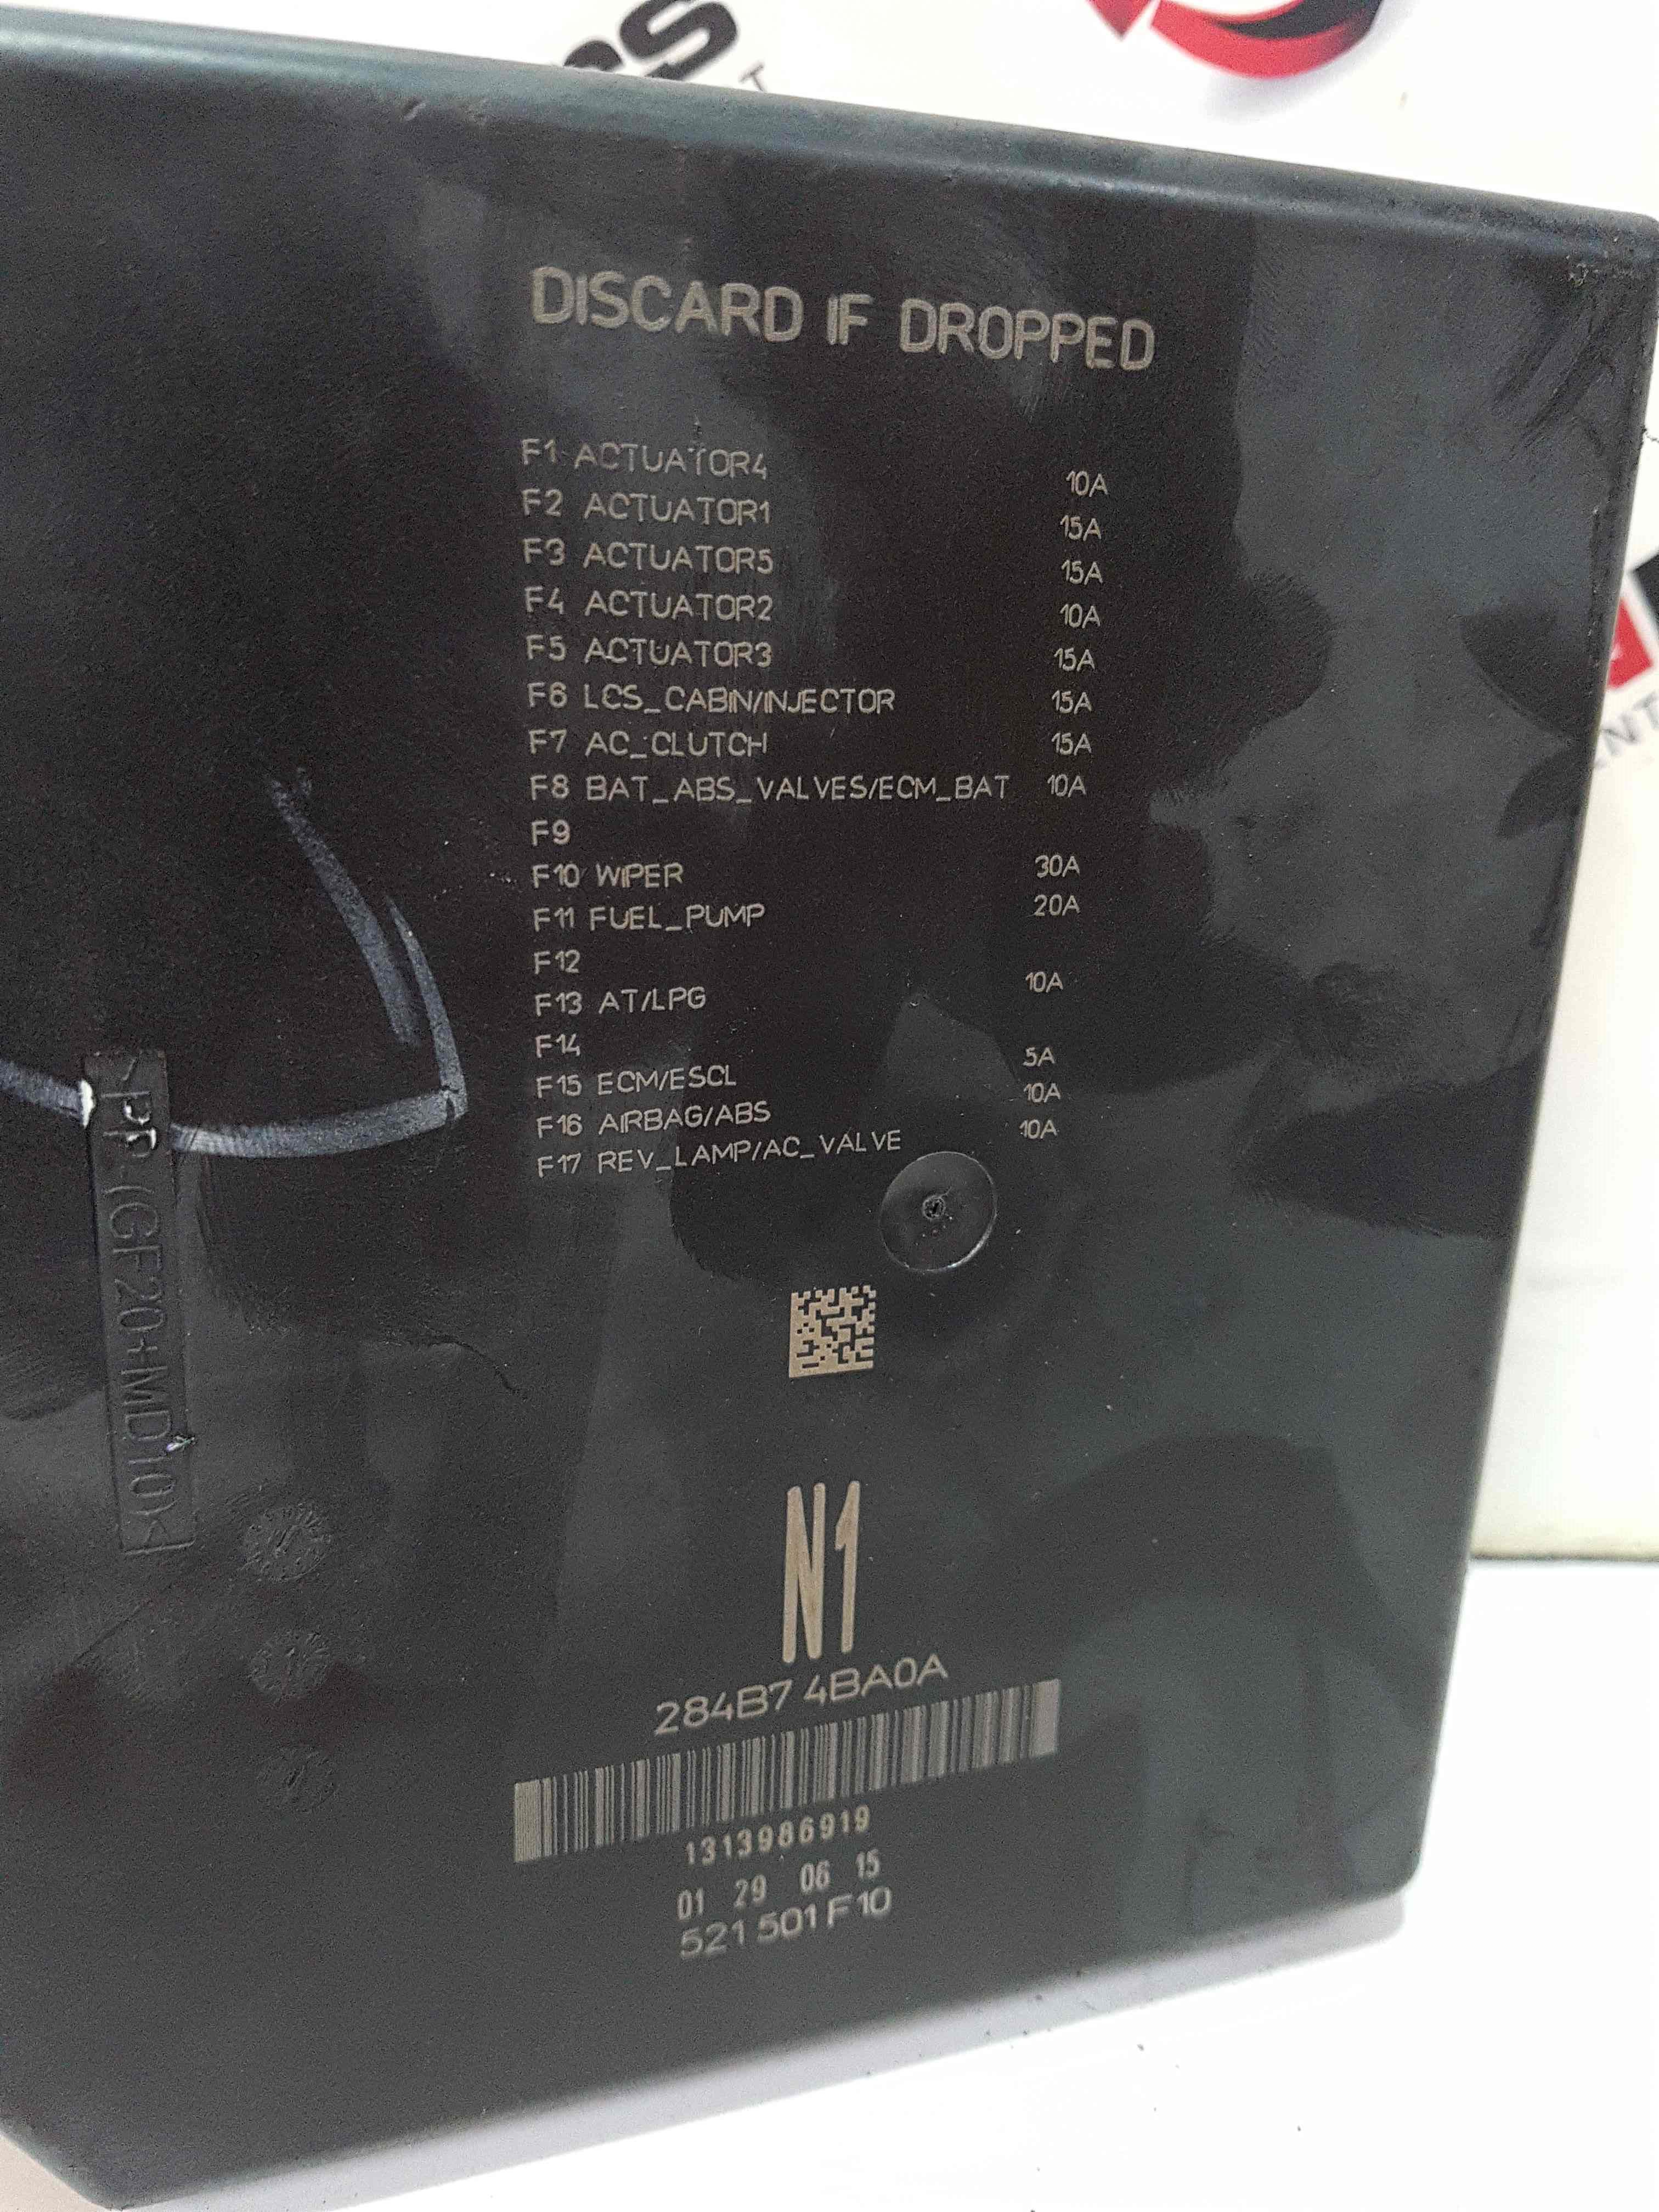 DISCARD IF DROPPED
F1 ACTUATOR4 10A
F2 ACTUATOR1 15A
F3 ACTUATOR5 15A
F4 ACTUATOR2 10A
F5 ACTUATOR3 15A
F6 LCS_CABIN/INJECTOR 15A
F7 AC_CLUTCH 15A
F8 BAT_ABS_VALVES/ECM_BAT 10A
F9
F10 WIPER 30A
F11 FUEL_PUMP 20A
F12
F13 AT/LPG 10A
F14
F15 ECM/ESCL 5A
F16 AIRBAG/ABS 10A
F17 REV_LAMP/AC_VALVE 10A
>PP-(GF20+MD10)<
N1
284B7 4BA0A
1313986919
01 29 06 15
521 501 F10